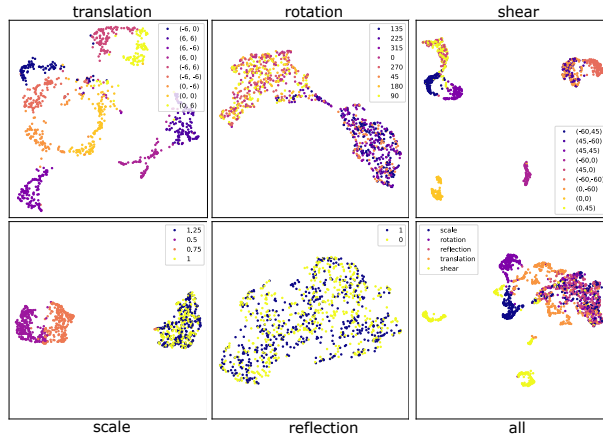 translation
(-6, 0)
(6, 6)
(6, -6)
(6, 0)
(-6, 6)
(-6, -6)
(0, -6)
(0, 0)
(0, 6)
rotation
135
225
315
0
270
45
180
90
shear
(-60,45)
(45,-60)
(45,45)
(-60,0)
(45,0)
(-60,-60)
(0,-60)
(0,0)
(0,45)
1,25
0.5
0.75
1
scale
1
0
reflection
scale
rotation
reflection
translation
shear
all